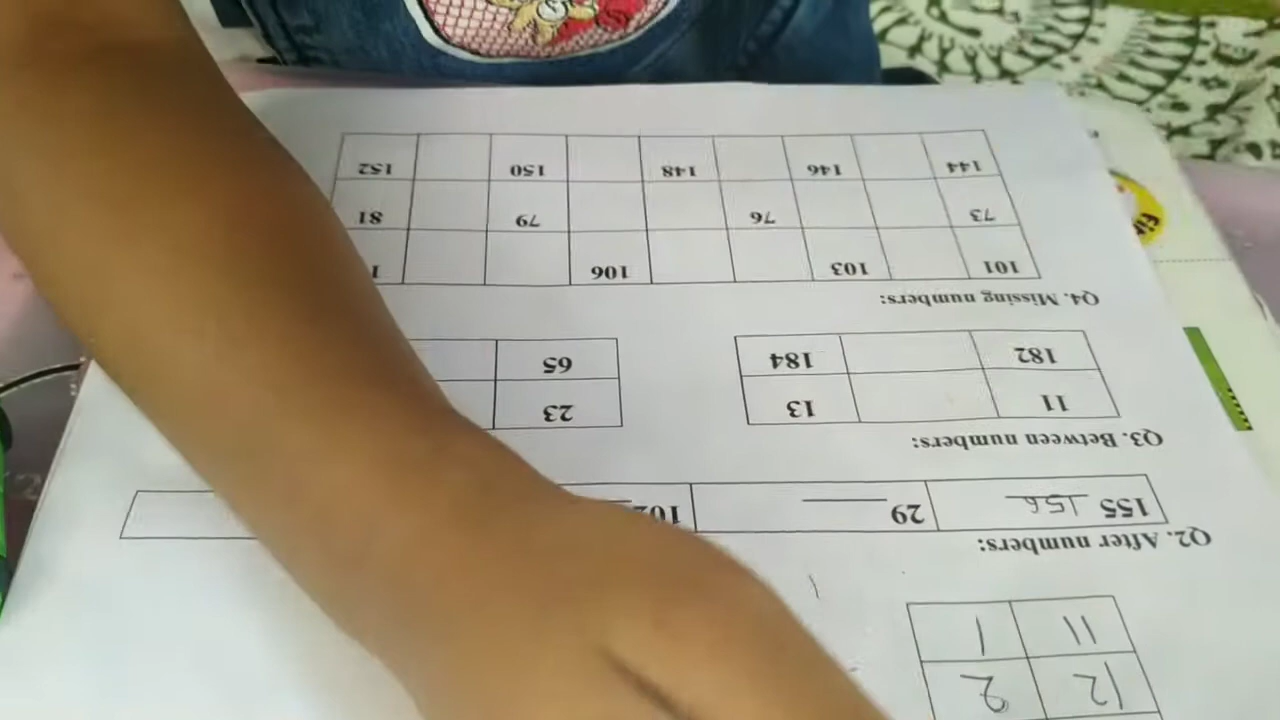 12 2
11 1
Q2. After numbers:
155 156 29 102
Q3. Between numbers:
11 13 23
182 184 65
Q4. Missing numbers:
101 103 106
73 76 79 81
144 146 148 150 152